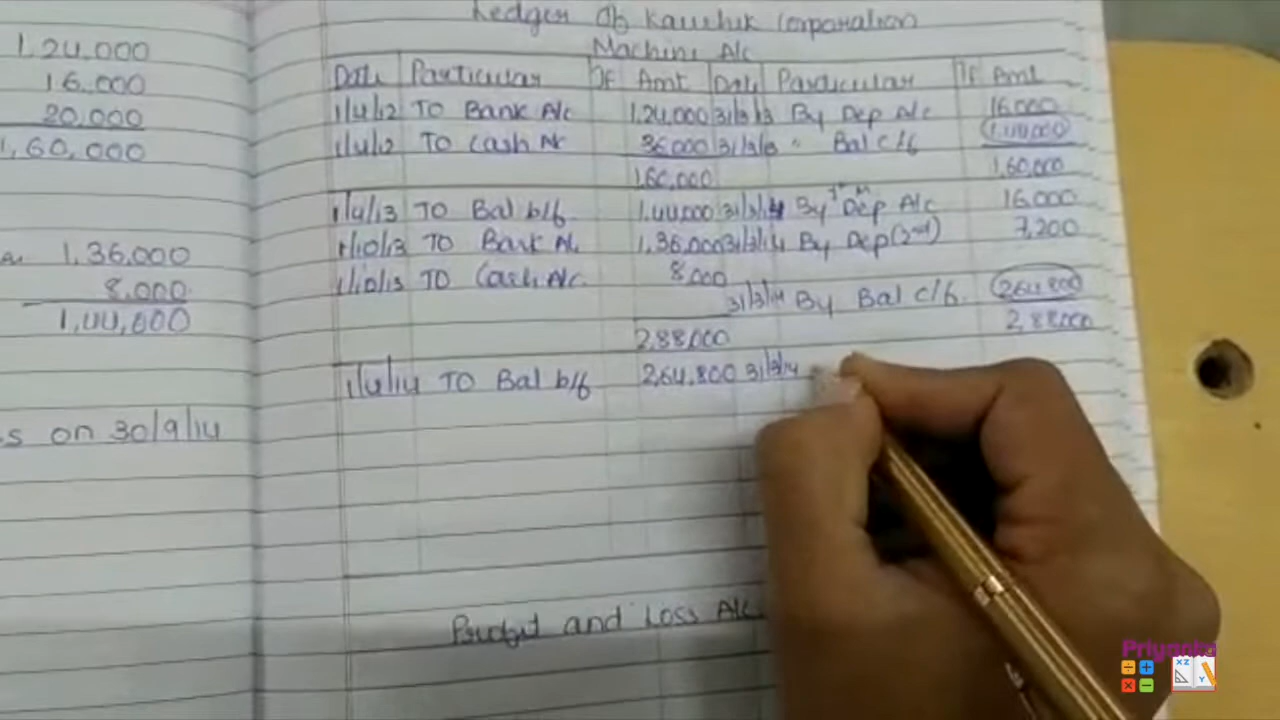 1,24,000
16,000
20,000
1,60,000
1,36,000
8,000
1,44,000
s on 30/9/14
Ledger Of Kaushik Corporation
Machine A/c
Date Particular JF Amt Date Particular JF Amt
1/4/12 TO Bank A/c 1,24,000 31/3/13 By Dep A/c 16,000
1/4/12 TO Cash A/c 36,000 31/3/13 " Bal c/f 1,44,000
1,60,000 1,60,000
1/4/13 TO Bal b/f 1,44,000 31/3/14 By Dep A/c 16,000
1/10/13 TO Bank A/c 1,36,000 31/3/14 By Dep (2nd) 7,200
1/10/13 TO Cash A/c 8,000
31/3/14 By Bal c/f 264,800
2,88,000 2,88,000
1/4/14 TO Bal b/f 2,64,800 31/3/14
Profit and Loss A/c
Priyanka